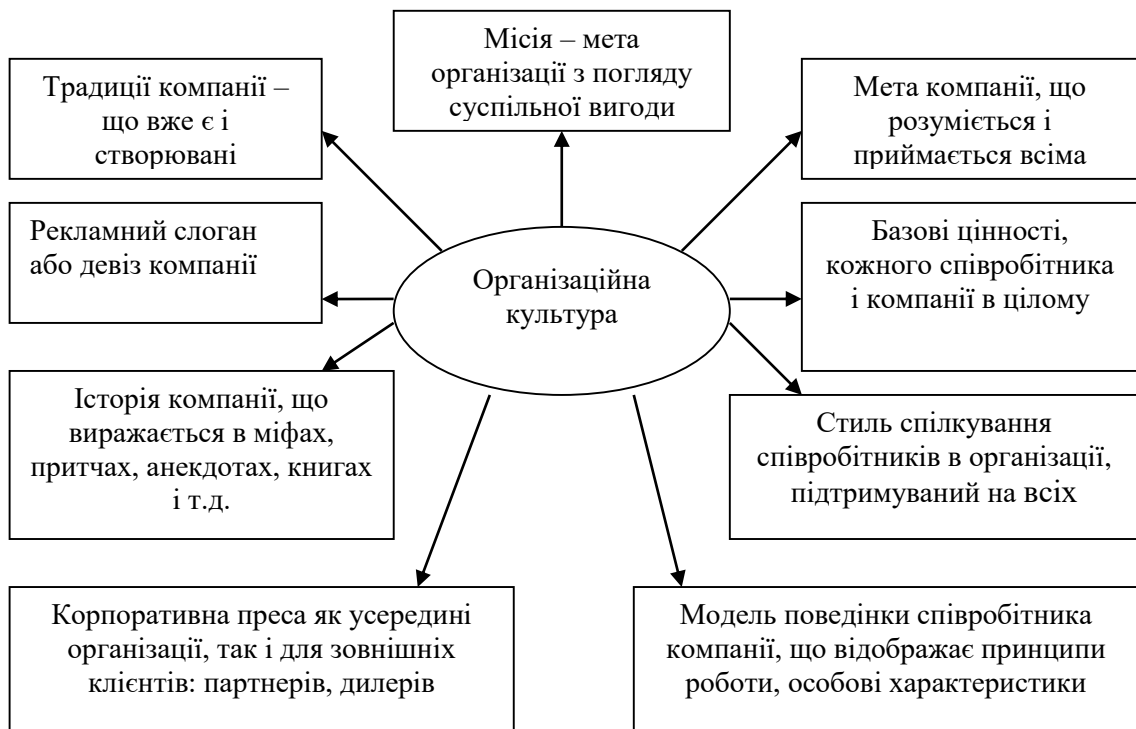 Місія – мета
організації з погляду
суспільної вигоди
Традиції компанії –
що вже є і
створювані
Мета компанії, що
розуміється і
приймається всіма
Рекламний слоган
або девіз компанії
Організаційна
культура
Базові цінності,
кожного співробітника
і компанії в цілому
Історія компанії, що
виражається в міфах,
притчах, анекдотах, книгах
і т.д.
Стиль спілкування
співробітників в організації,
підтримуваний на всіх
Корпоративна преса як усередині
організації, так і для зовнішніх
клієнтів: партнерів, дилерів
Модель поведінки співробітника
компанії, що відображає принципи
роботи, особові характеристики